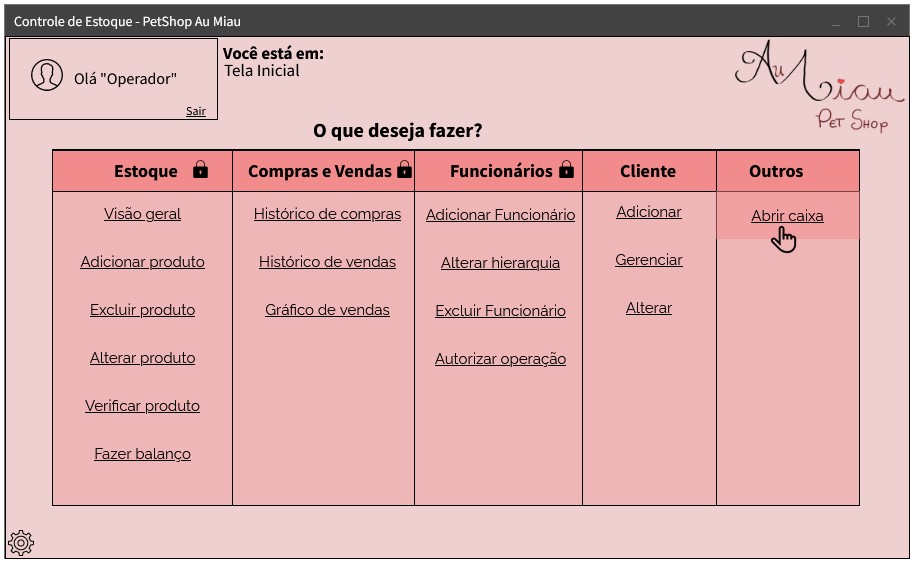 Controle de Estoque - PetShop Au Miau
Olá "Operador"
Sair
Você está em:
Tela Inicial
Au Miau
Pet Shop
O que deseja fazer?
Estoque
Compras e Vendas
Funcionários
Cliente
Outros
Visão geral
Histórico de compras
Adicionar Funcionário
Adicionar
Abrir caixa
Adicionar produto
Histórico de vendas
Alterar hierarquia
Gerenciar
Excluir produto
Gráfico de vendas
Excluir Funcionário
Alterar
Alterar produto
Autorizar operação
Verificar produto
Fazer balanço